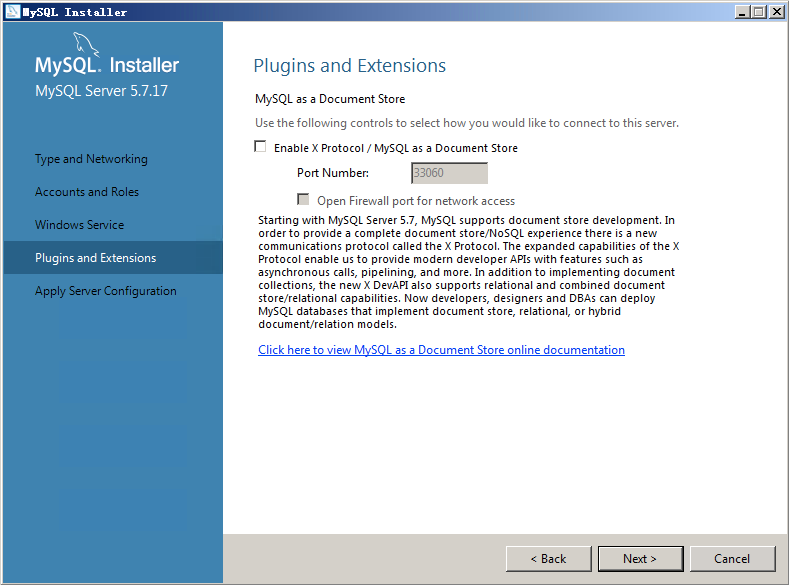 MySQL Installer
MySQL. Installer
MySQL Server 5.7.17
Type and Networking
Accounts and Roles
Windows Service
Plugins and Extensions
Apply Server Configuration
Plugins and Extensions
MySQL as a Document Store
Use the following controls to select how you would like to connect to this server.
Enable X Protocol / MySQL as a Document Store
Port Number: 33060
Open Firewall port for network access
Starting with MySQL Server 5.7, MySQL supports document store development. In
order to provide a complete document store/NoSQL experience there is a new
communications protocol called the X Protocol. The expanded capabilities of the X
Protocol enable us to provide modern developer APIs with features such as
asynchronous calls, pipelining, and more. In addition to implementing document
collections, the new X DevAPI also supports relational and combined document
store/relational capabilities. Now developers, designers and DBAs can deploy
MySQL databases that implement document store, relational, or hybrid
document/relation models.
Click here to view MySQL as a Document Store online documentation
< Back
Next >
Cancel